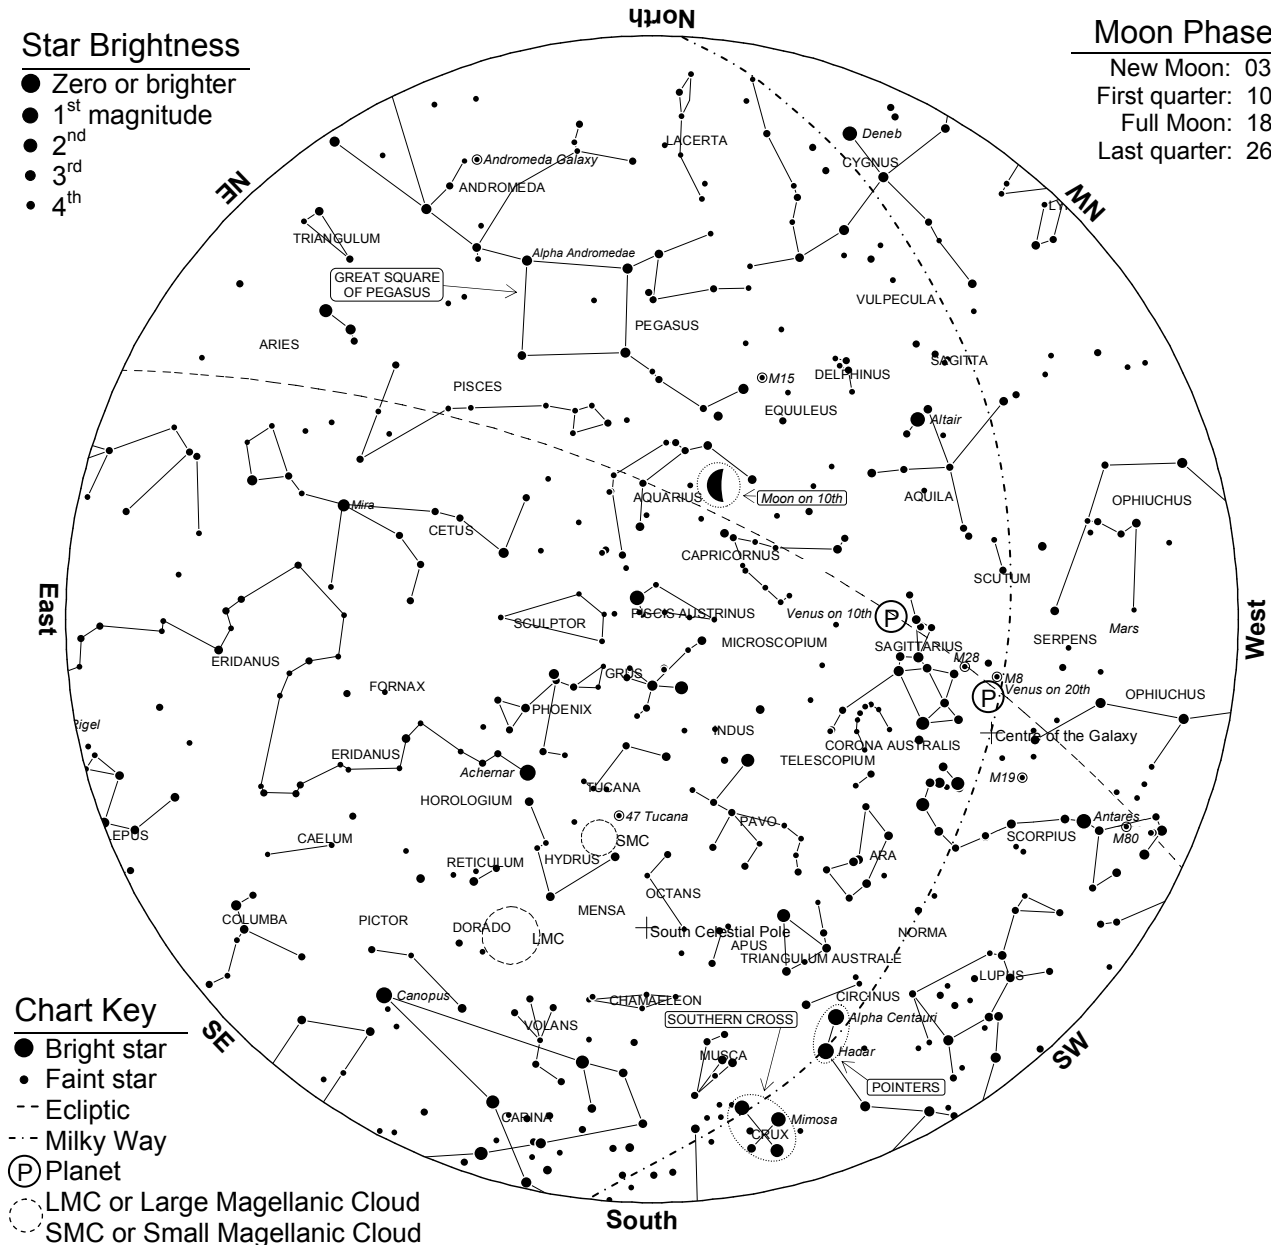 North
Star Brightness
Zero or brighter
1st magnitude
2nd
3rd
4th
Moon Phase
New Moon: 03
First quarter: 10
Full Moon: 18
Last quarter: 26
NE
NW
LACERTA
Deneb
CYGNUS
Andromeda Galaxy
ANDROMEDA
LY
TRIANGULUM
Alpha Andromedae
GREAT SQUARE
OF PEGASUS
VULPECULA
PEGASUS
ARIES
SAGITTA
DELPHINUS
M15
PISCES
EQUULEUS
Altair
AQUARIUS
Moon on 10th
AQUILA
OPHIUCHUS
Mira
CETUS
CAPRICORNUS
SCUTUM
East
West
PISCIS AUSTRINUS
Venus on 10th
P
SCULPTOR
MICROSCOPIUM
SAGITTARIUS
Mars
SERPENS
ERIDANUS
M28
GRUS
M8
FORNAX
P
Venus on 20th
OPHIUCHUS
PHOENIX
Rigel
INDUS
CORONA AUSTRALIS
Centre of the Galaxy
ERIDANUS
TELESCOPIUM
Achernar
M19
TUCANA
HOROLOGIUM
47 Tucana
PAVO
Antares
EPUS
CAELUM
SMC
SCORPIUS
M80
RETICULUM
HYDRUS
ARA
OCTANS
MENSA
COLUMBA
PICTOR
DORADO
LMC
South Celestial Pole
APUS
NORMA
TRIANGULUM AUSTRALE
LUPUS
Canopus
CHAMAELEON
CIRCINUS
VOLANS
SOUTHERN CROSS
Alpha Centauri
MUSCA
Hadar
POINTERS
SE
SW
CARINA
Mimosa
CRUX
South
Chart Key
Bright star
Faint star
Ecliptic
Milky Way
P Planet
LMC or Large Magellanic Cloud
SMC or Small Magellanic Cloud